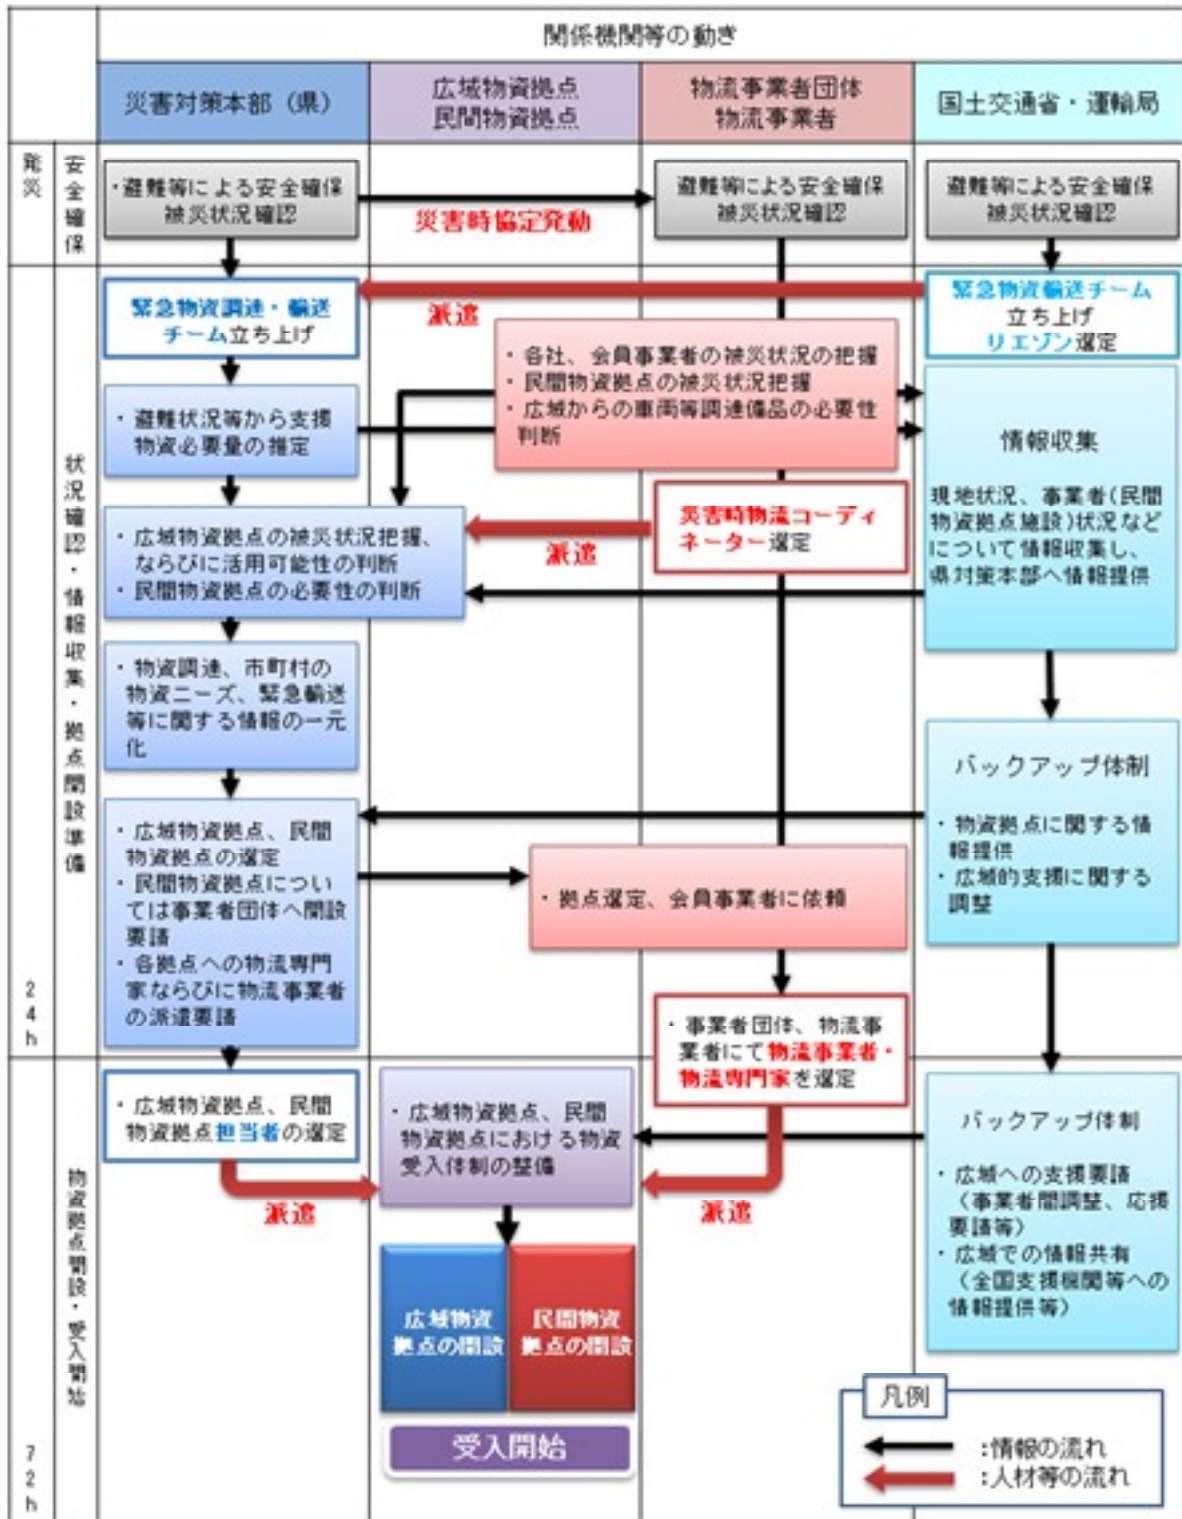 関係機関等の動き
災害対策本部（県）
広域物資拠点
民間物資拠点
物流事業者団体
物流事業者
国土交通省・運輸局
発災
安全確保
・避難等による安全確保
被災状況確認
災害時協定発動
避難等による安全確保
被災状況確認
避難等による安全確保
被災状況確認
状況確認・情報収集・拠点開設準備
緊急物資調達・輸送
チーム立ち上げ
派遣
緊急物資輸送チーム
立ち上げ
リエゾン選定
・各社、会員事業者の被災状況の把握
・民間物資拠点の被災状況把握
・広域からの車両等調達備品の必要性
判断
・避難状況等から支援
物資必要量の推定
情報収集
現地状況、事業者(民間
物資拠点施設)状況など
について情報収集し、
県対策本部へ情報提供
災害時物流コーディ
ネーター選定
派遣
・広域物資拠点の被災状況把握、
ならびに活用可能性の判断
・民間物資拠点の必要性の判断
・物資調達、市町村の
物資ニーズ、緊急輸送
等に関する情報の一元
化
バックアップ体制
・物資拠点に関する情
報提供
・広域的支援に関する
調整
・広域物資拠点、民間
物資拠点の選定
・民間物資拠点につい
ては事業者団体へ開設
要請
・各拠点への物流専門
家ならびに物流事業者
の派遣要請
・拠点選定、会員事業者に依頼
24h
・事業者団体、物流事
業者にて物流事業者・
物流専門家を選定
物資拠点開設・受入開始
・広域物資拠点、民間
物資拠点担当者の選定
派遣
・広域物資拠点、民間
物資拠点における物資
受入体制の整備
派遣
バックアップ体制
・広域への支援要請
（事業者間調整、応援
要請等）
・広域での情報共有
（全国支援機関等への
情報提供等）
広域物資
拠点の開設
民間物資
拠点の開設
受入開始
72h
凡例
:情報の流れ
:人材等の流れ